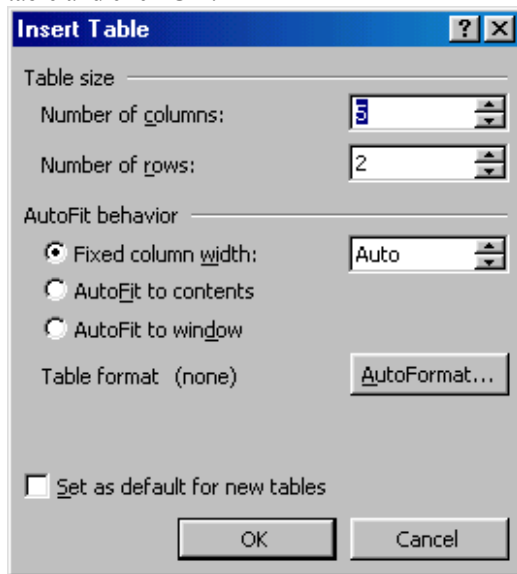 Insert Table ? ×
Table size
Number of columns: 5
Number of rows: 2
AutoFit behavior
Fixed column width: Auto
AutoFit to contents
AutoFit to window
Table format (none) AutoFormat...
Set as default for new tables
OK Cancel